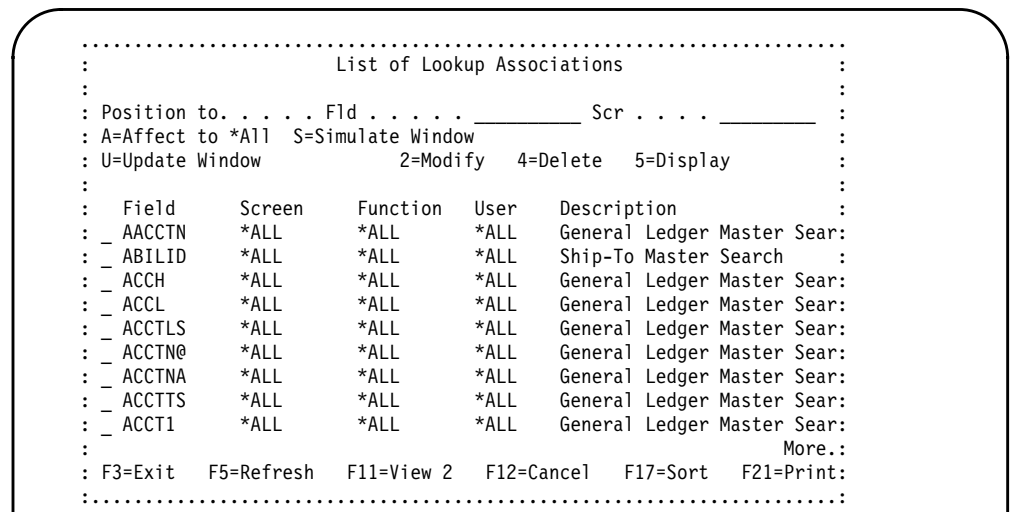 ........................................................................
: List of Lookup Associations :
: :
: Position to. . . . . Fld . . . . . __________ Scr . . . . _________ :
: A=Affect to *All S=Simulate Window :
: U=Update Window 2=Modify 4=Delete 5=Display :
: :
: Field Screen Function User Description :
: _ AACCTN *ALL *ALL *ALL General Ledger Master Sear:
: _ ABILID *ALL *ALL *ALL Ship-To Master Search :
: _ ACCH *ALL *ALL *ALL General Ledger Master Sear:
: _ ACCL *ALL *ALL *ALL General Ledger Master Sear:
: _ ACCTLS *ALL *ALL *ALL General Ledger Master Sear:
: _ ACCTN@ *ALL *ALL *ALL General Ledger Master Sear:
: _ ACCTNA *ALL *ALL *ALL General Ledger Master Sear:
: _ ACCTTS *ALL *ALL *ALL General Ledger Master Sear:
: _ ACCT1 *ALL *ALL *ALL General Ledger Master Sear:
: More.:
: F3=Exit F5=Refresh F11=View 2 F12=Cancel F17=Sort F21=Print:
:......................................................................: